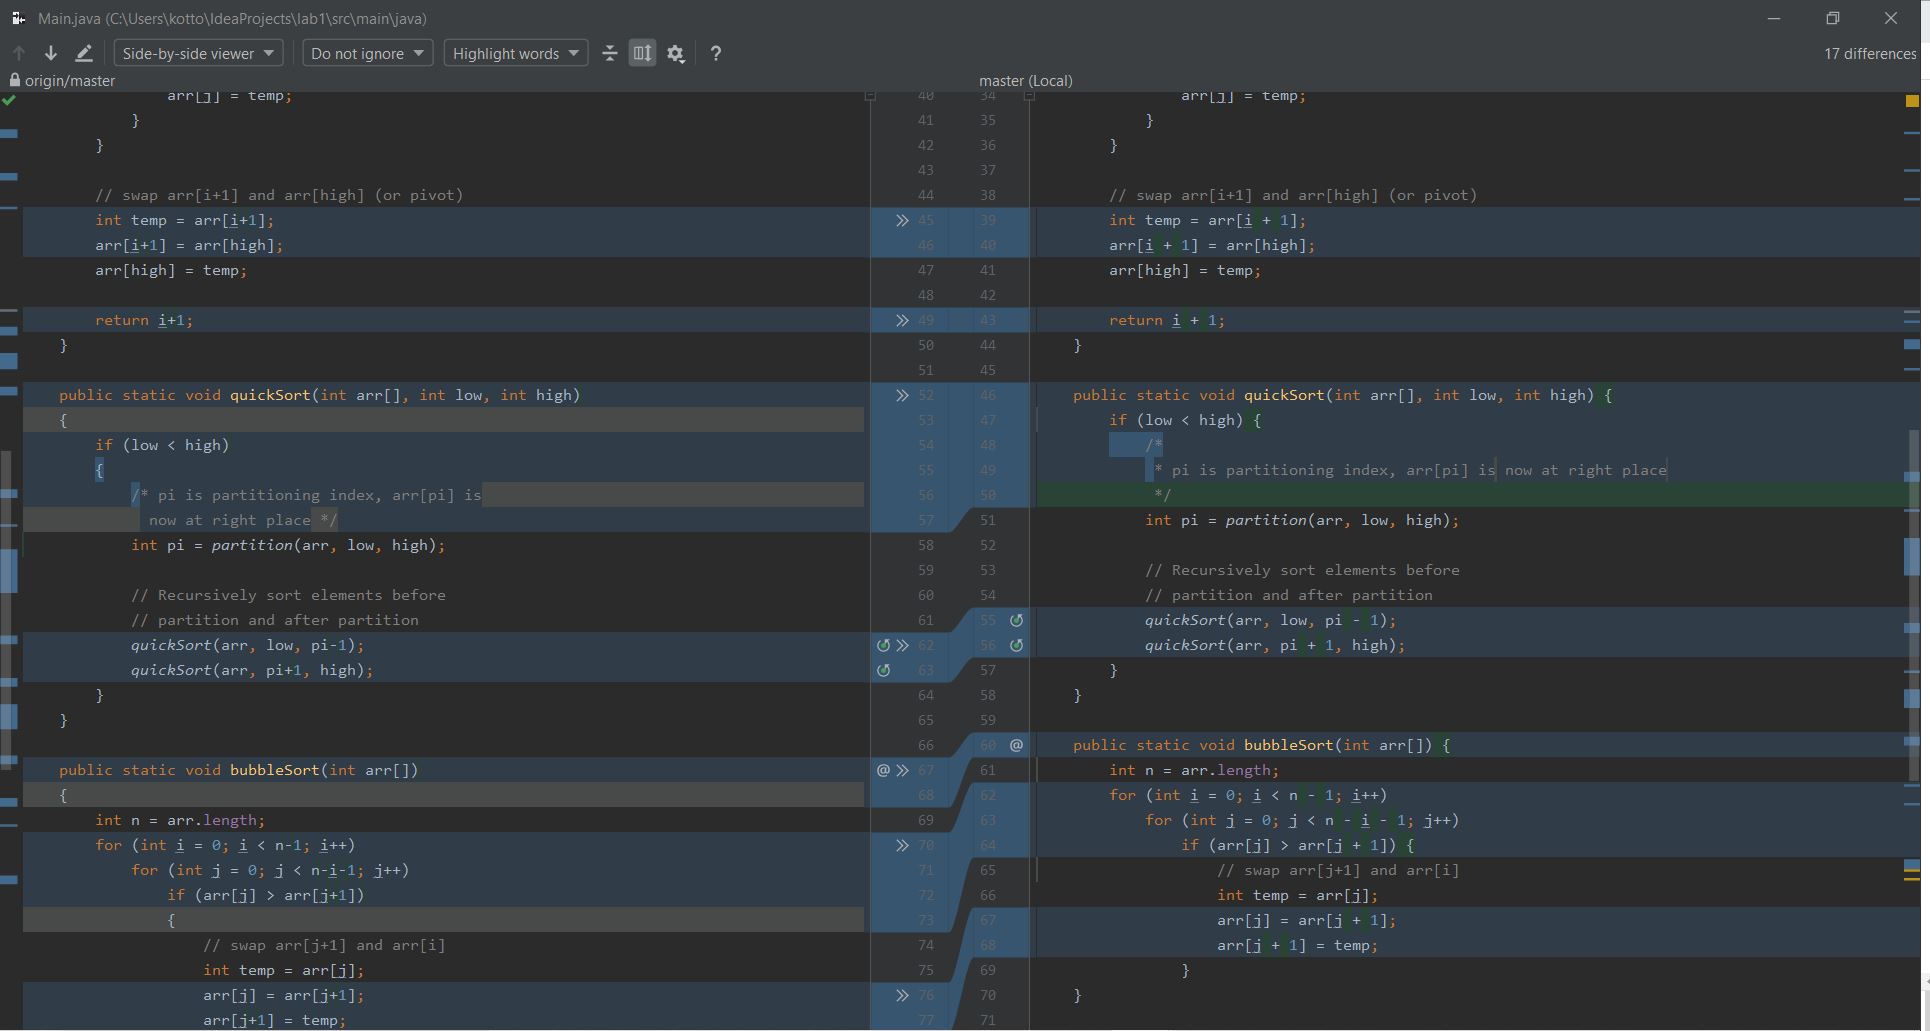 Main.java (C:\Users\kotto\IdeaProjects\lab1\src\main\java)
Side-by-side viewer Do not ignore Highlight words ? 17 differences
origin/master master (Local)
arr[j] = temp; 40 34 arr[j] = temp;
} 41 35 }
} 42 36 }
43 37
// swap arr[i+1] and arr[high] (or pivot) 44 38 // swap arr[i+1] and arr[high] (or pivot)
int temp = arr[i+1]; 45 39 int temp = arr[i + 1];
arr[i+1] = arr[high]; 46 40 arr[i + 1] = arr[high];
arr[high] = temp; 47 41 arr[high] = temp;
48 42
return i+1; 49 43 return i + 1;
} 50 44 }
51 45
public static void quickSort(int arr[], int low, int high) 52 46 public static void quickSort(int arr[], int low, int high) {
{ 53 47 if (low < high) {
if (low < high) 54 48 /*
{ 55 49 * pi is partitioning index, arr[pi] is now at right place
/* pi is partitioning index, arr[pi] is 56 50 */
now at right place */ 57 51 int pi = partition(arr, low, high);
int pi = partition(arr, low, high); 58 52
59 53 // Recursively sort elements before
// Recursively sort elements before 60 54 // partition and after partition
// partition and after partition 61 55 quickSort(arr, low, pi - 1);
quickSort(arr, low, pi-1); 62 56 quickSort(arr, pi + 1, high);
quickSort(arr, pi+1, high); 63 57 }
} 64 58 }
} 65 59
66 60 @ public static void bubbleSort(int arr[]) {
public static void bubbleSort(int arr[]) @ 67 61 int n = arr.length;
{ 68 62 for (int i = 0; i < n - 1; i++)
int n = arr.length; 69 63 for (int j = 0; j < n - i - 1; j++)
for (int i = 0; i < n-1; i++) 70 64 if (arr[j] > arr[j + 1]) {
for (int j = 0; j < n-i-1; j++) 71 65 // swap arr[j+1] and arr[i]
if (arr[j] > arr[j+1]) 72 66 int temp = arr[j];
{ 73 67 arr[j] = arr[j + 1];
// swap arr[j+1] and arr[i] 74 68 arr[j + 1] = temp;
int temp = arr[j]; 75 69 }
arr[j] = arr[j+1]; 76 70 }
arr[j+1] = temp; 77 71